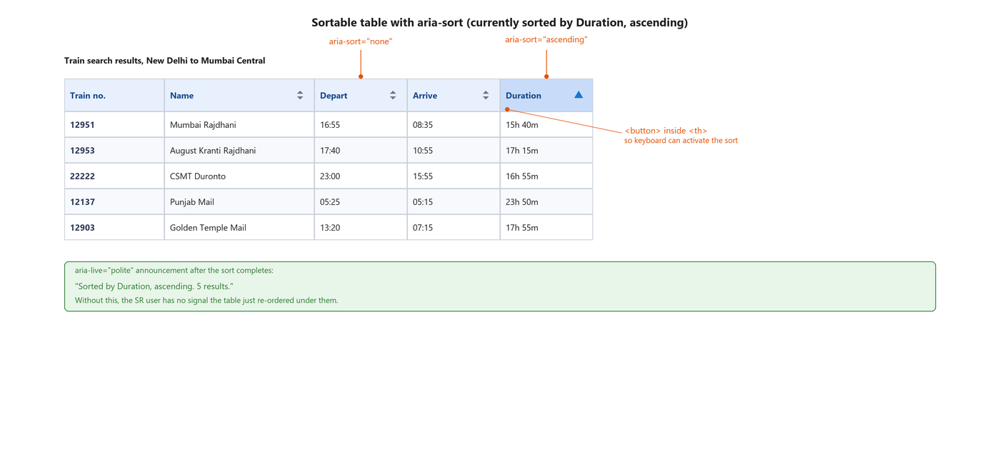 Sortable table with aria-sort (currently sorted by Duration, ascending)
aria-sort="none" aria-sort="ascending"
Train search results, New Delhi to Mumbai Central
Train no. Name Depart Arrive Duration
12951 Mumbai Rajdhani 16:55 08:35 15h 40m
12953 August Kranti Rajdhani 17:40 10:55 17h 15m
22222 CSMT Duronto 23:00 15:55 16h 55m
12137 Punjab Mail 05:25 05:15 23h 50m
12903 Golden Temple Mail 13:20 07:15 17h 55m
<button> inside <th>
so keyboard can activate the sort
aria-live="polite" announcement after the sort completes:
"Sorted by Duration, ascending. 5 results."
Without this, the SR user has no signal the table just re-ordered under them.